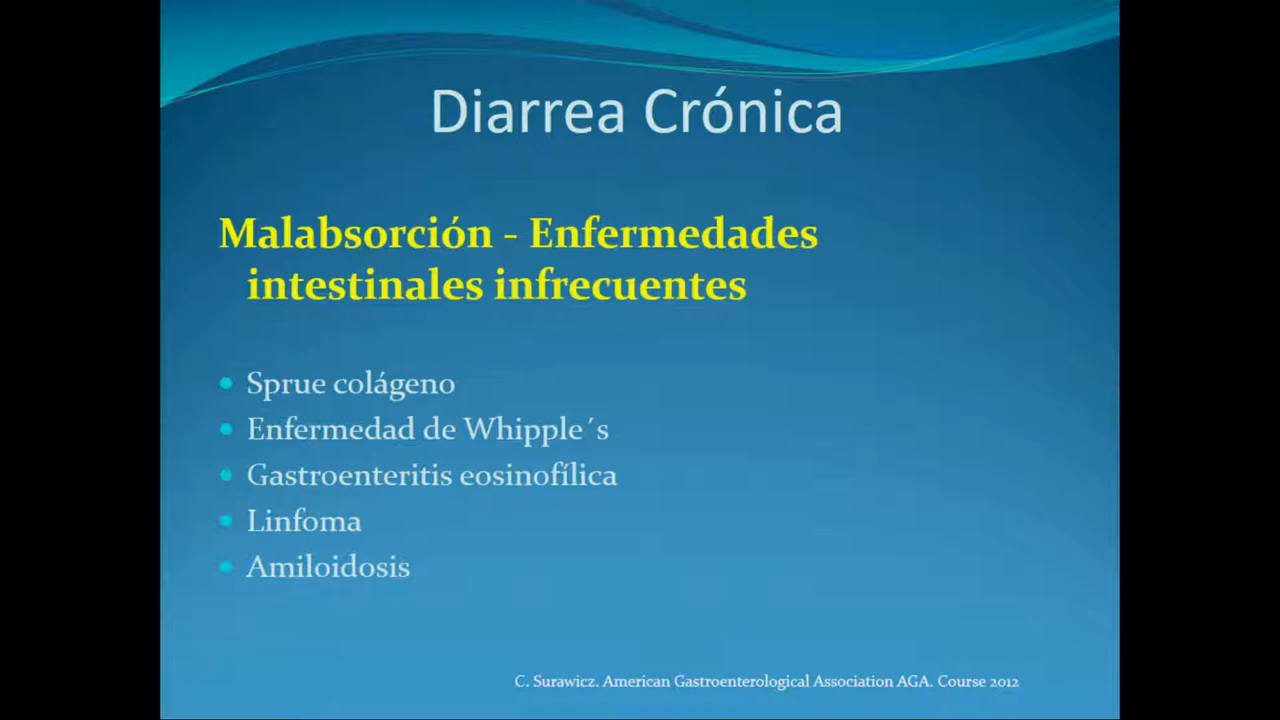 Diarrea Crónica
Malabsorción - Enfermedades
intestinales infrecuentes
• Sprue colágeno
• Enfermedad de Whipple´s
• Gastroenteritis eosinofílica
• Linfoma
• Amiloidosis
C. Surawicz. American Gastroenterological Association AGA. Course 2012